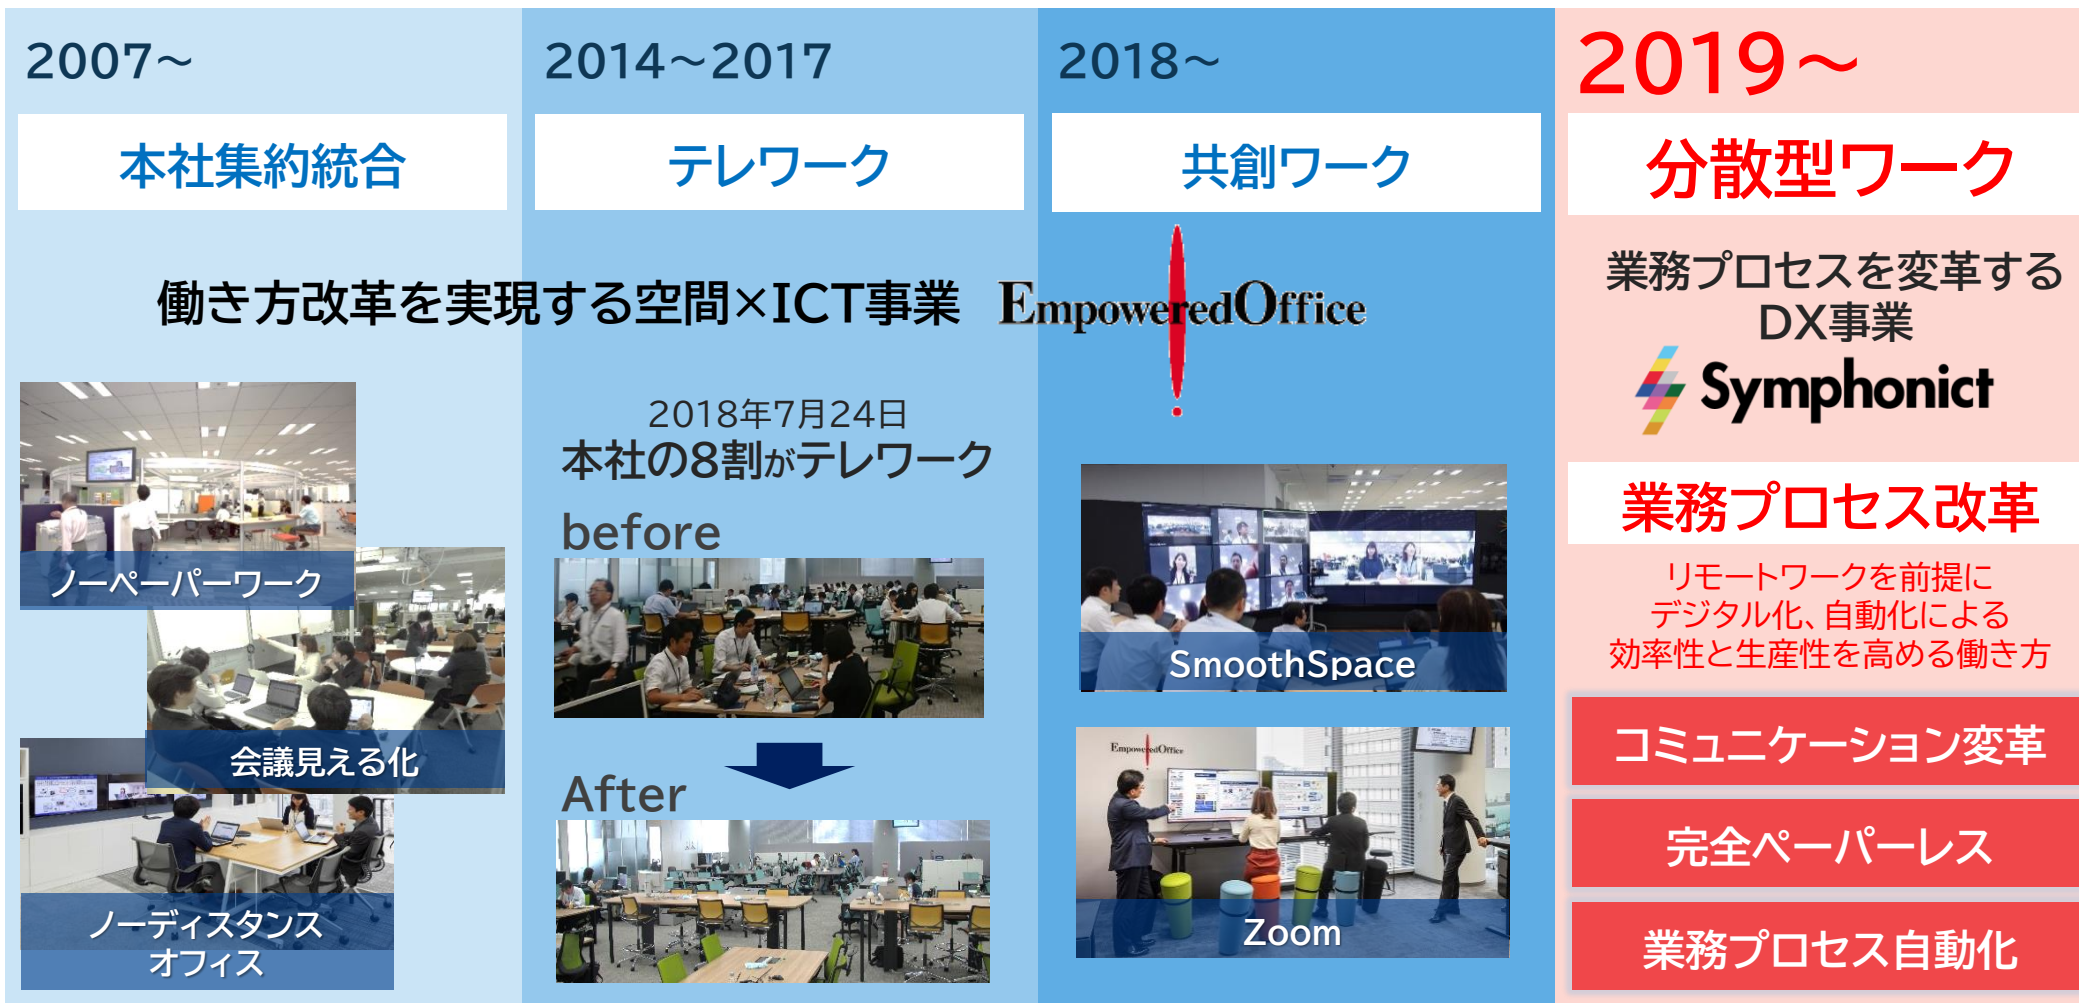 2007～
本社集約統合
2014～2017
テレワーク
2018～
共創ワーク
2019～
分散型ワーク
働き方改革を実現する空間×ICT事業
EmpoweredOffice
ノーペーパーワーク
会議見える化
ノーディスタンス
オフィス
2018年7月24日
本社の8割がテレワーク
before
After
SmoothSpace
EmpoweredOffice
Zoom
業務プロセスを変革する
DX事業
Symphonict
業務プロセス改革
リモートワークを前提に
デジタル化、自動化による
効率性と生産性を高める働き方
コミュニケーション変革
完全ペーパーレス
業務プロセス自動化